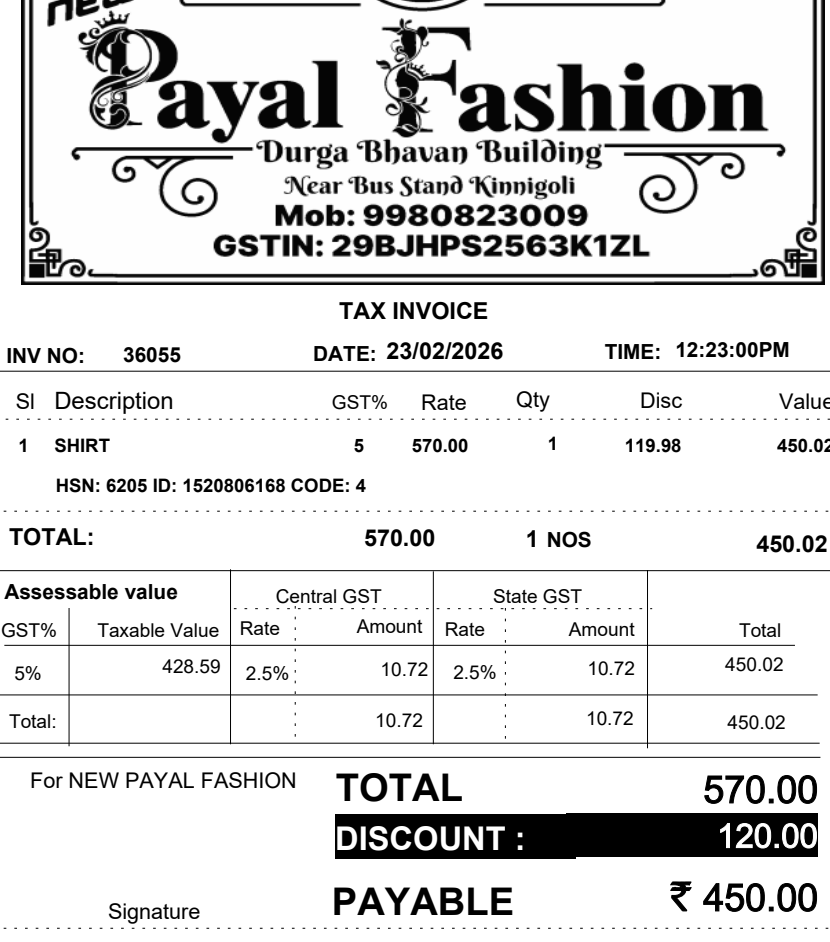 new
Payal Fashion
Durga Bhavan Building
Near Bus Stand Kinnigoli
Mob: 9980823009
GSTIN: 29BJHPS2563K1ZL
TAX INVOICE
INV NO: 36055 DATE: 23/02/2026 TIME: 12:23:00PM
Sl Description GST% Rate Qty Disc Value
1 SHIRT 5 570.00 1 119.98 450.02
HSN: 6205 ID: 1520806168 CODE: 4
TOTAL: 570.00 1 NOS 450.02
Assessable value Central GST State GST
GST% Taxable Value Rate Amount Rate Amount Total
5% 428.59 2.5% 10.72 2.5% 10.72 450.02
Total: 10.72 10.72 450.02
For NEW PAYAL FASHION TOTAL 570.00
DISCOUNT : 120.00
Signature PAYABLE ₹ 450.00